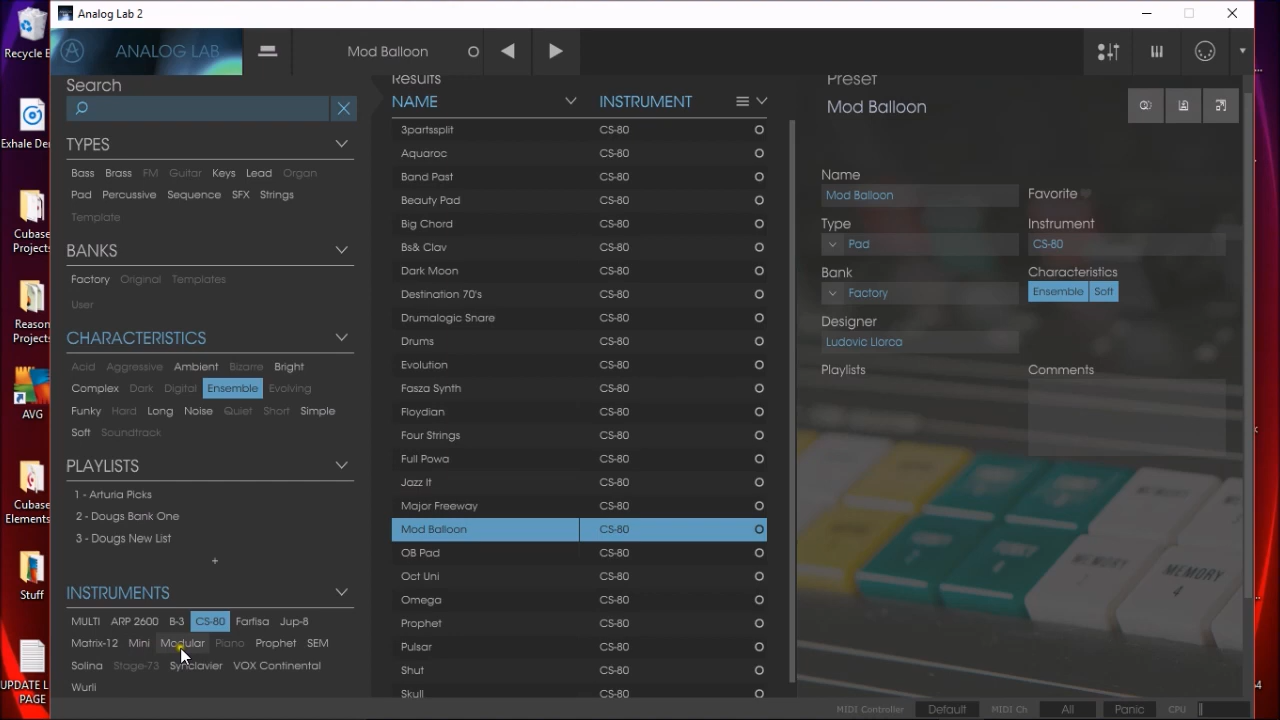 Analog Lab 2
Recycle B
ANALOG LAB
Mod Balloon
Search
Results
NAME
INSTRUMENT
Preset
Mod Balloon
TYPES
Bass Brass FM Guitar Keys Lead Organ
Pad Percussive Sequence SFX Strings
Template
BANKS
Factory Original Templates
User
CHARACTERISTICS
Acid Aggressive Ambient Bizarre Bright
Complex Dark Digital Ensemble Evolving
Funky Hard Long Noise Quiet Short Simple
Soft Soundtrack
PLAYLISTS
1 - Arturia Picks
2 - Dougs Bank One
3 - Dougs New List
+
INSTRUMENTS
MULTI ARP 2600 B-3 CS-80 Farfisa Jup-8
Matrix-12 Mini Modular Piano Prophet SEM
Solina Stage-73 Synclavier VOX Continental
Wurli
3partssplit CS-80
Aquaroc CS-80
Band Past CS-80
Beauty Pad CS-80
Big Chord CS-80
Bs& Clav CS-80
Dark Moon CS-80
Destination 70's CS-80
Drumalogic Snare CS-80
Drums CS-80
Evolution CS-80
Fasza Synth CS-80
Floydian CS-80
Four Strings CS-80
Full Powa CS-80
Jazz It CS-80
Major Freeway CS-80
Mod Balloon CS-80
OB Pad CS-80
Oct Uni CS-80
Omega CS-80
Prophet CS-80
Pulsar CS-80
Shut CS-80
Skull CS-80
Name
Mod Balloon
Favorite
Type
Pad
Instrument
CS-80
Bank
Factory
Characteristics
Ensemble Soft
Designer
Ludovic Llorca
Playlists
Comments
MEMORY
MEMORY
4
MIDI Controller Default MIDI Ch All Panic CPU
Exhale De
Cubase
Projects
Reason
Projects
AVG
Cubase
Elements
Stuff
UPDATE L
PAGE